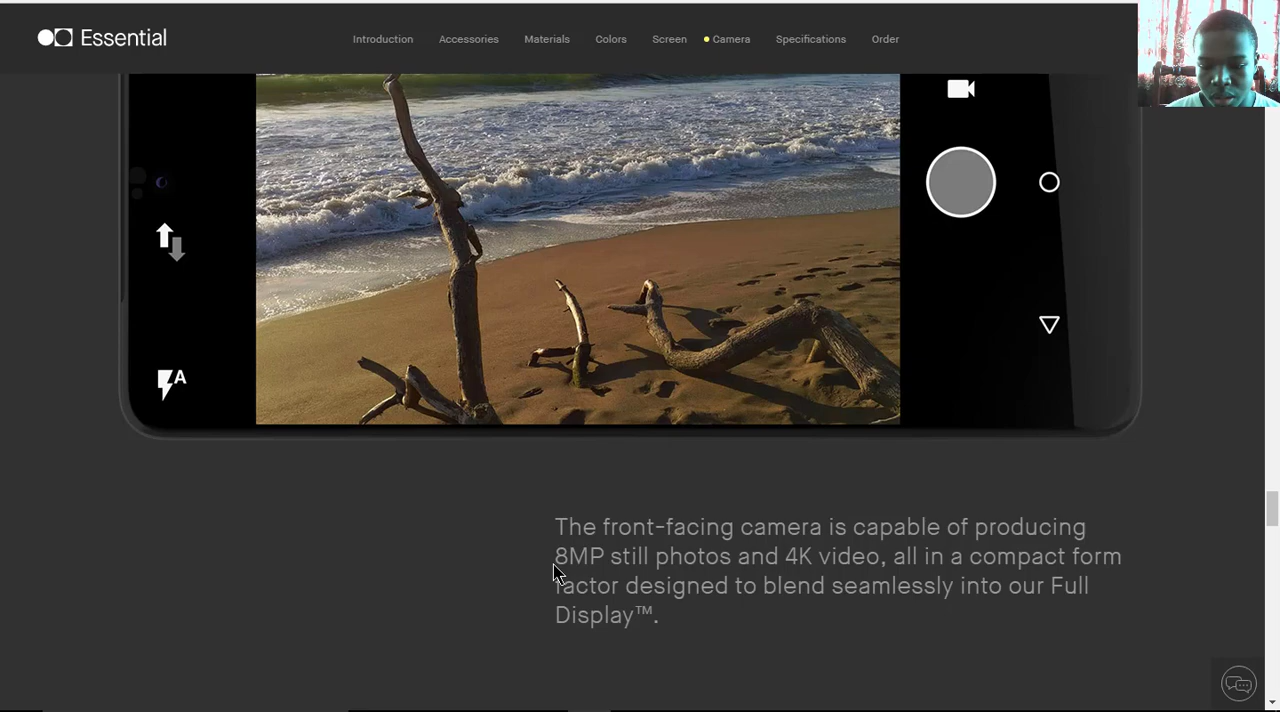 Essential
Introduction
Accessories
Materials
Colors
Screen
Camera
Specifications
Order
A
The front-facing camera is capable of producing
8MP still photos and 4K video, all in a compact form
factor designed to blend seamlessly into our Full
Display™.